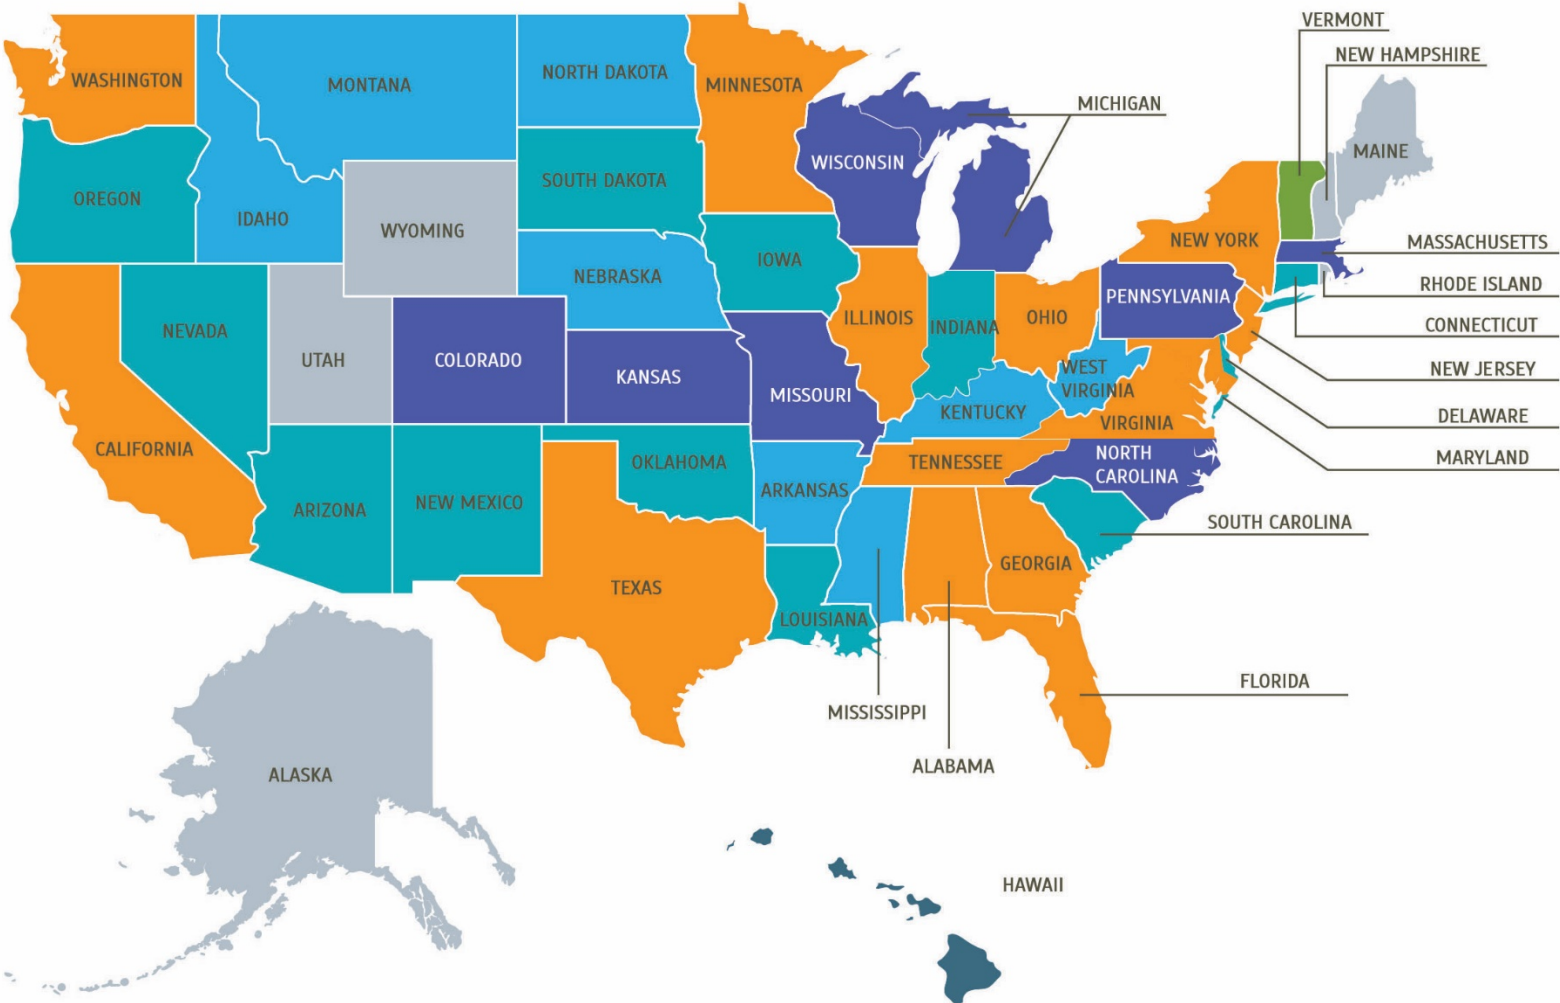 VERMONT
NEW HAMPSHIRE
WASHINGTON
MONTANA
NORTH DAKOTA
MINNESOTA
MICHIGAN
MAINE
WISCONSIN
SOUTH DAKOTA
OREGON
IDAHO
WYOMING
NEW YORK
MASSACHUSETTS
IOWA
NEBRASKA
RHODE ISLAND
PENNSYLVANIA
ILLINOIS
OHIO
INDIANA
CONNECTICUT
NEVADA
UTAH
COLORADO
KANSAS
MISSOURI
WEST
VIRGINIA
NEW JERSEY
KENTUCKY
VIRGINIA
DELAWARE
CALIFORNIA
OKLAHOMA
TENNESSEE
NORTH
CAROLINA
MARYLAND
ARIZONA
NEW MEXICO
ARKANSAS
SOUTH CAROLINA
TEXAS
GEORGIA
LOUISIANA
FLORIDA
MISSISSIPPI
ALABAMA
ALASKA
HAWAII